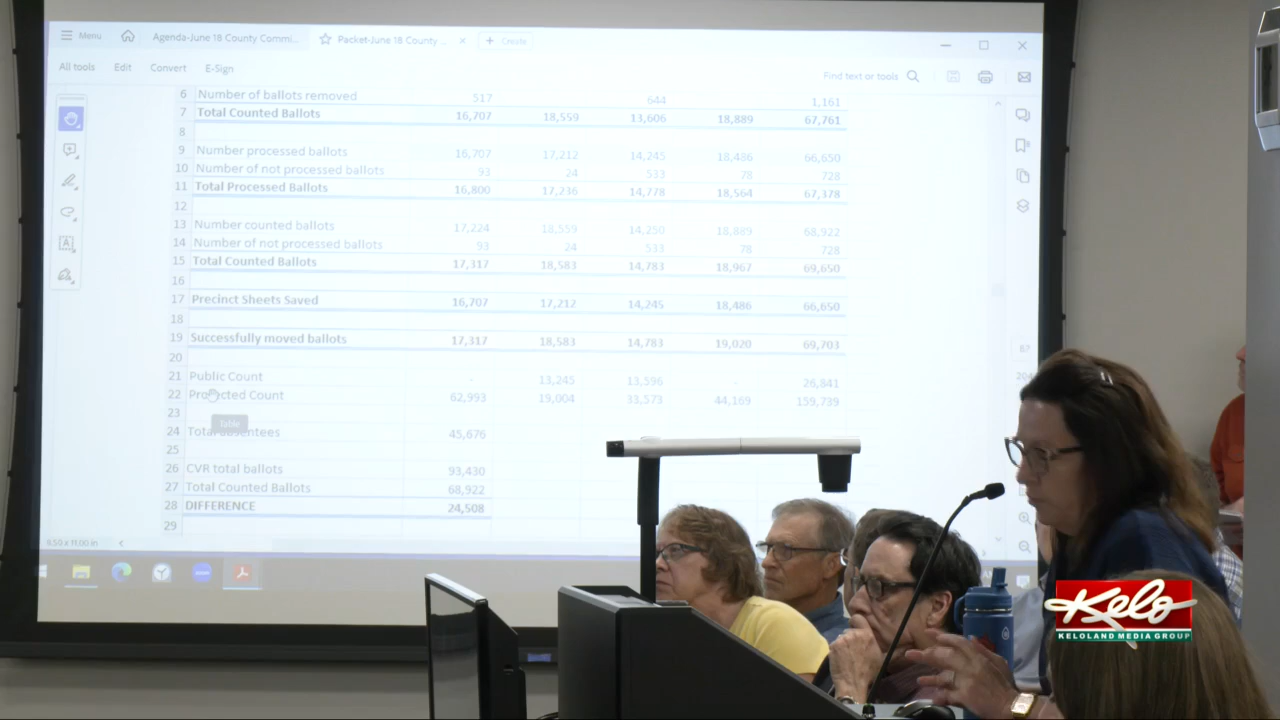 Menu Agenda-June 18 County Commi... Packet-June 18 County ... Create
All tools Edit Convert E-Sign Find text or tools
6 Number of ballots removed 517 644 1,161
7 Total Counted Ballots 16,707 18,559 13,606 18,889 67,761
8
9 Number processed ballots 16,707 17,212 14,245 18,486 66,650
10 Number of not processed ballots 93 24 533 78 728
11 Total Processed Ballots 16,800 17,236 14,778 18,564 67,378
12
13 Number counted ballots 17,224 18,559 14,250 18,889 68,922
14 Number of not processed ballots 93 24 533 78 728
15 Total Counted Ballots 17,317 18,583 14,783 18,967 69,650
16
17 Precinct Sheets Saved 16,707 17,212 14,245 18,486 66,650
18
19 Successfully moved ballots 17,317 18,583 14,783 19,020 69,703
20
21 Public Count - 13,245 13,596 - 26,841
22 Protected Count 62,993 19,004 33,573 44,169 159,739
23
Table
24 Total absentees 45,676
25
26 CVR total ballots 93,430
27 Total Counted Ballots 68,922
28 DIFFERENCE 24,508
29
8.50 x 11.00 in
Kelo
KELOLAND MEDIA GROUP